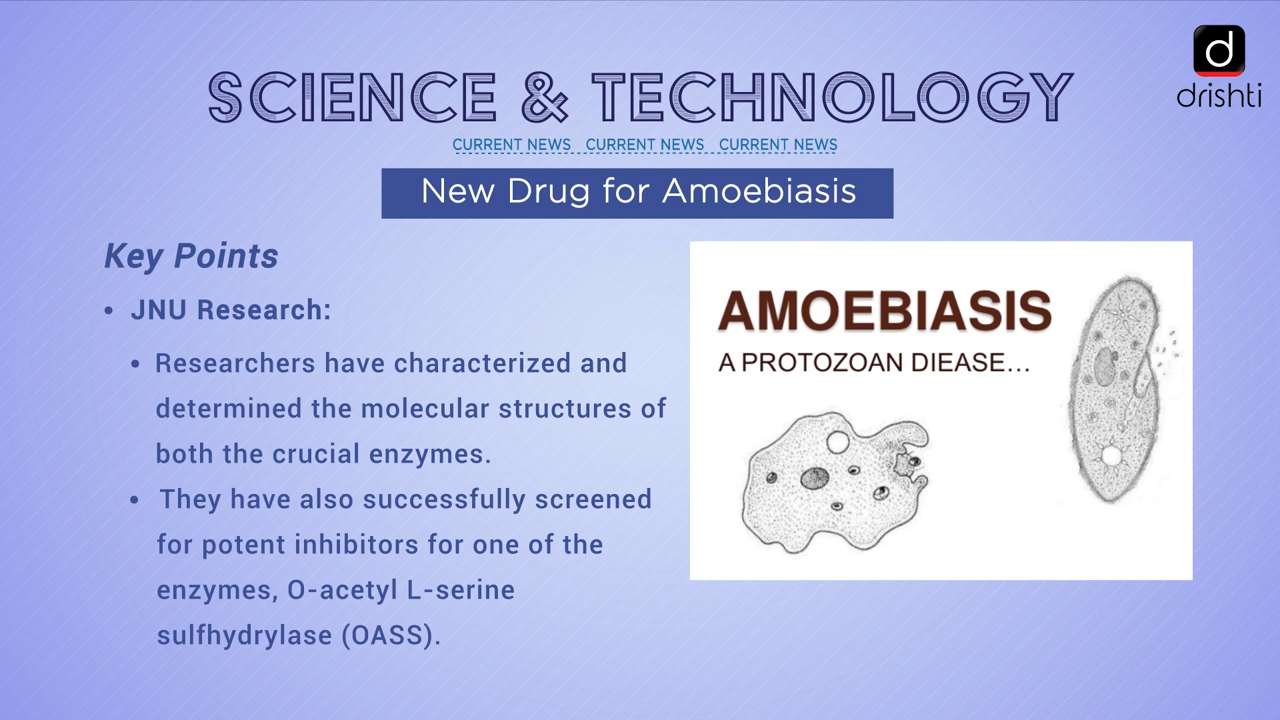 d
drishti
SCIENCE & TECHNOLOGY
CURRENT NEWS CURRENT NEWS CURRENT NEWS
New Drug for Amoebiasis
Key Points
• JNU Research:
• Researchers have characterized and
determined the molecular structures of
both the crucial enzymes.
• They have also successfully screened
for potent inhibitors for one of the
enzymes, O-acetyl L-serine
sulfhydrylase (OASS).
AMOEBIASIS
A PROTOZOAN DIEASE...